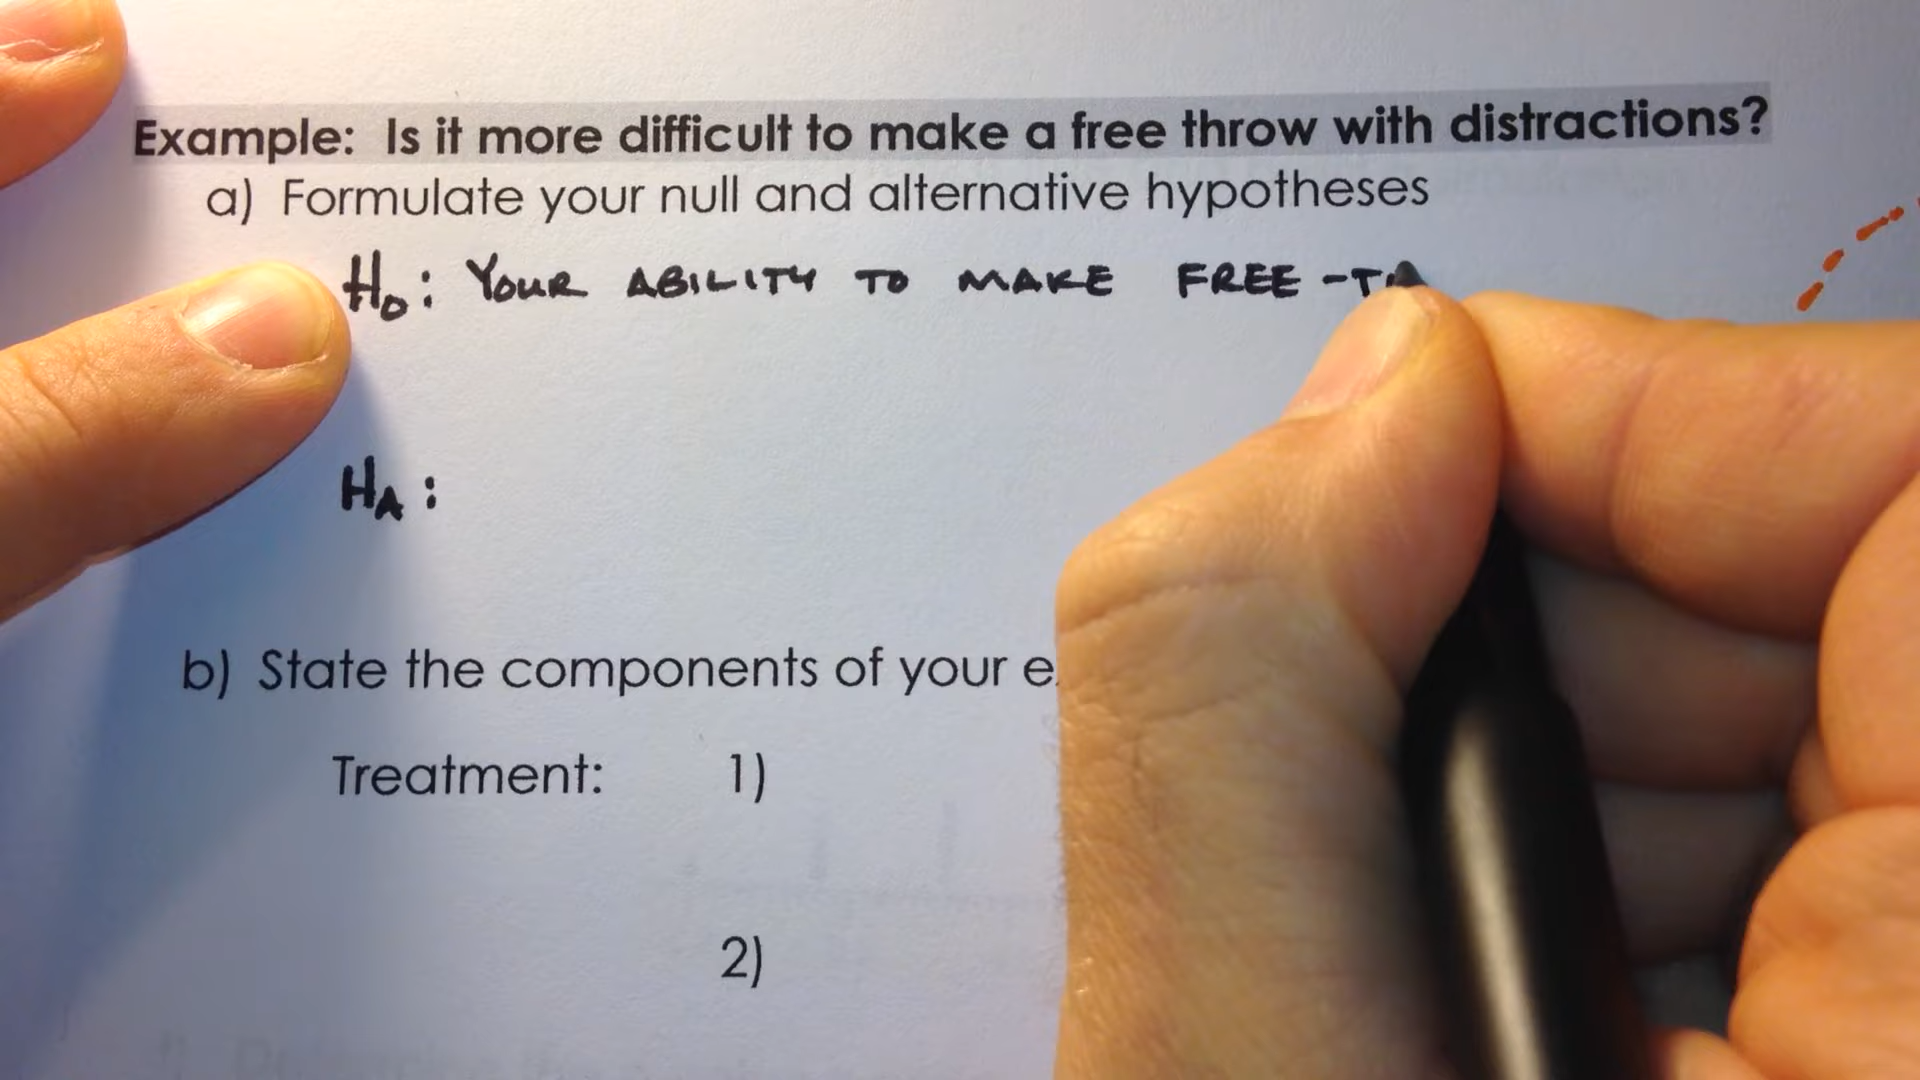 Example: Is it more difficult to make a free throw with distractions?
a) Formulate your null and alternative hypotheses
H₀: YOUR ABILITY TO MAKE FREE -T
Hᴀ:
b) State the components of your e
Treatment: 1)
2)